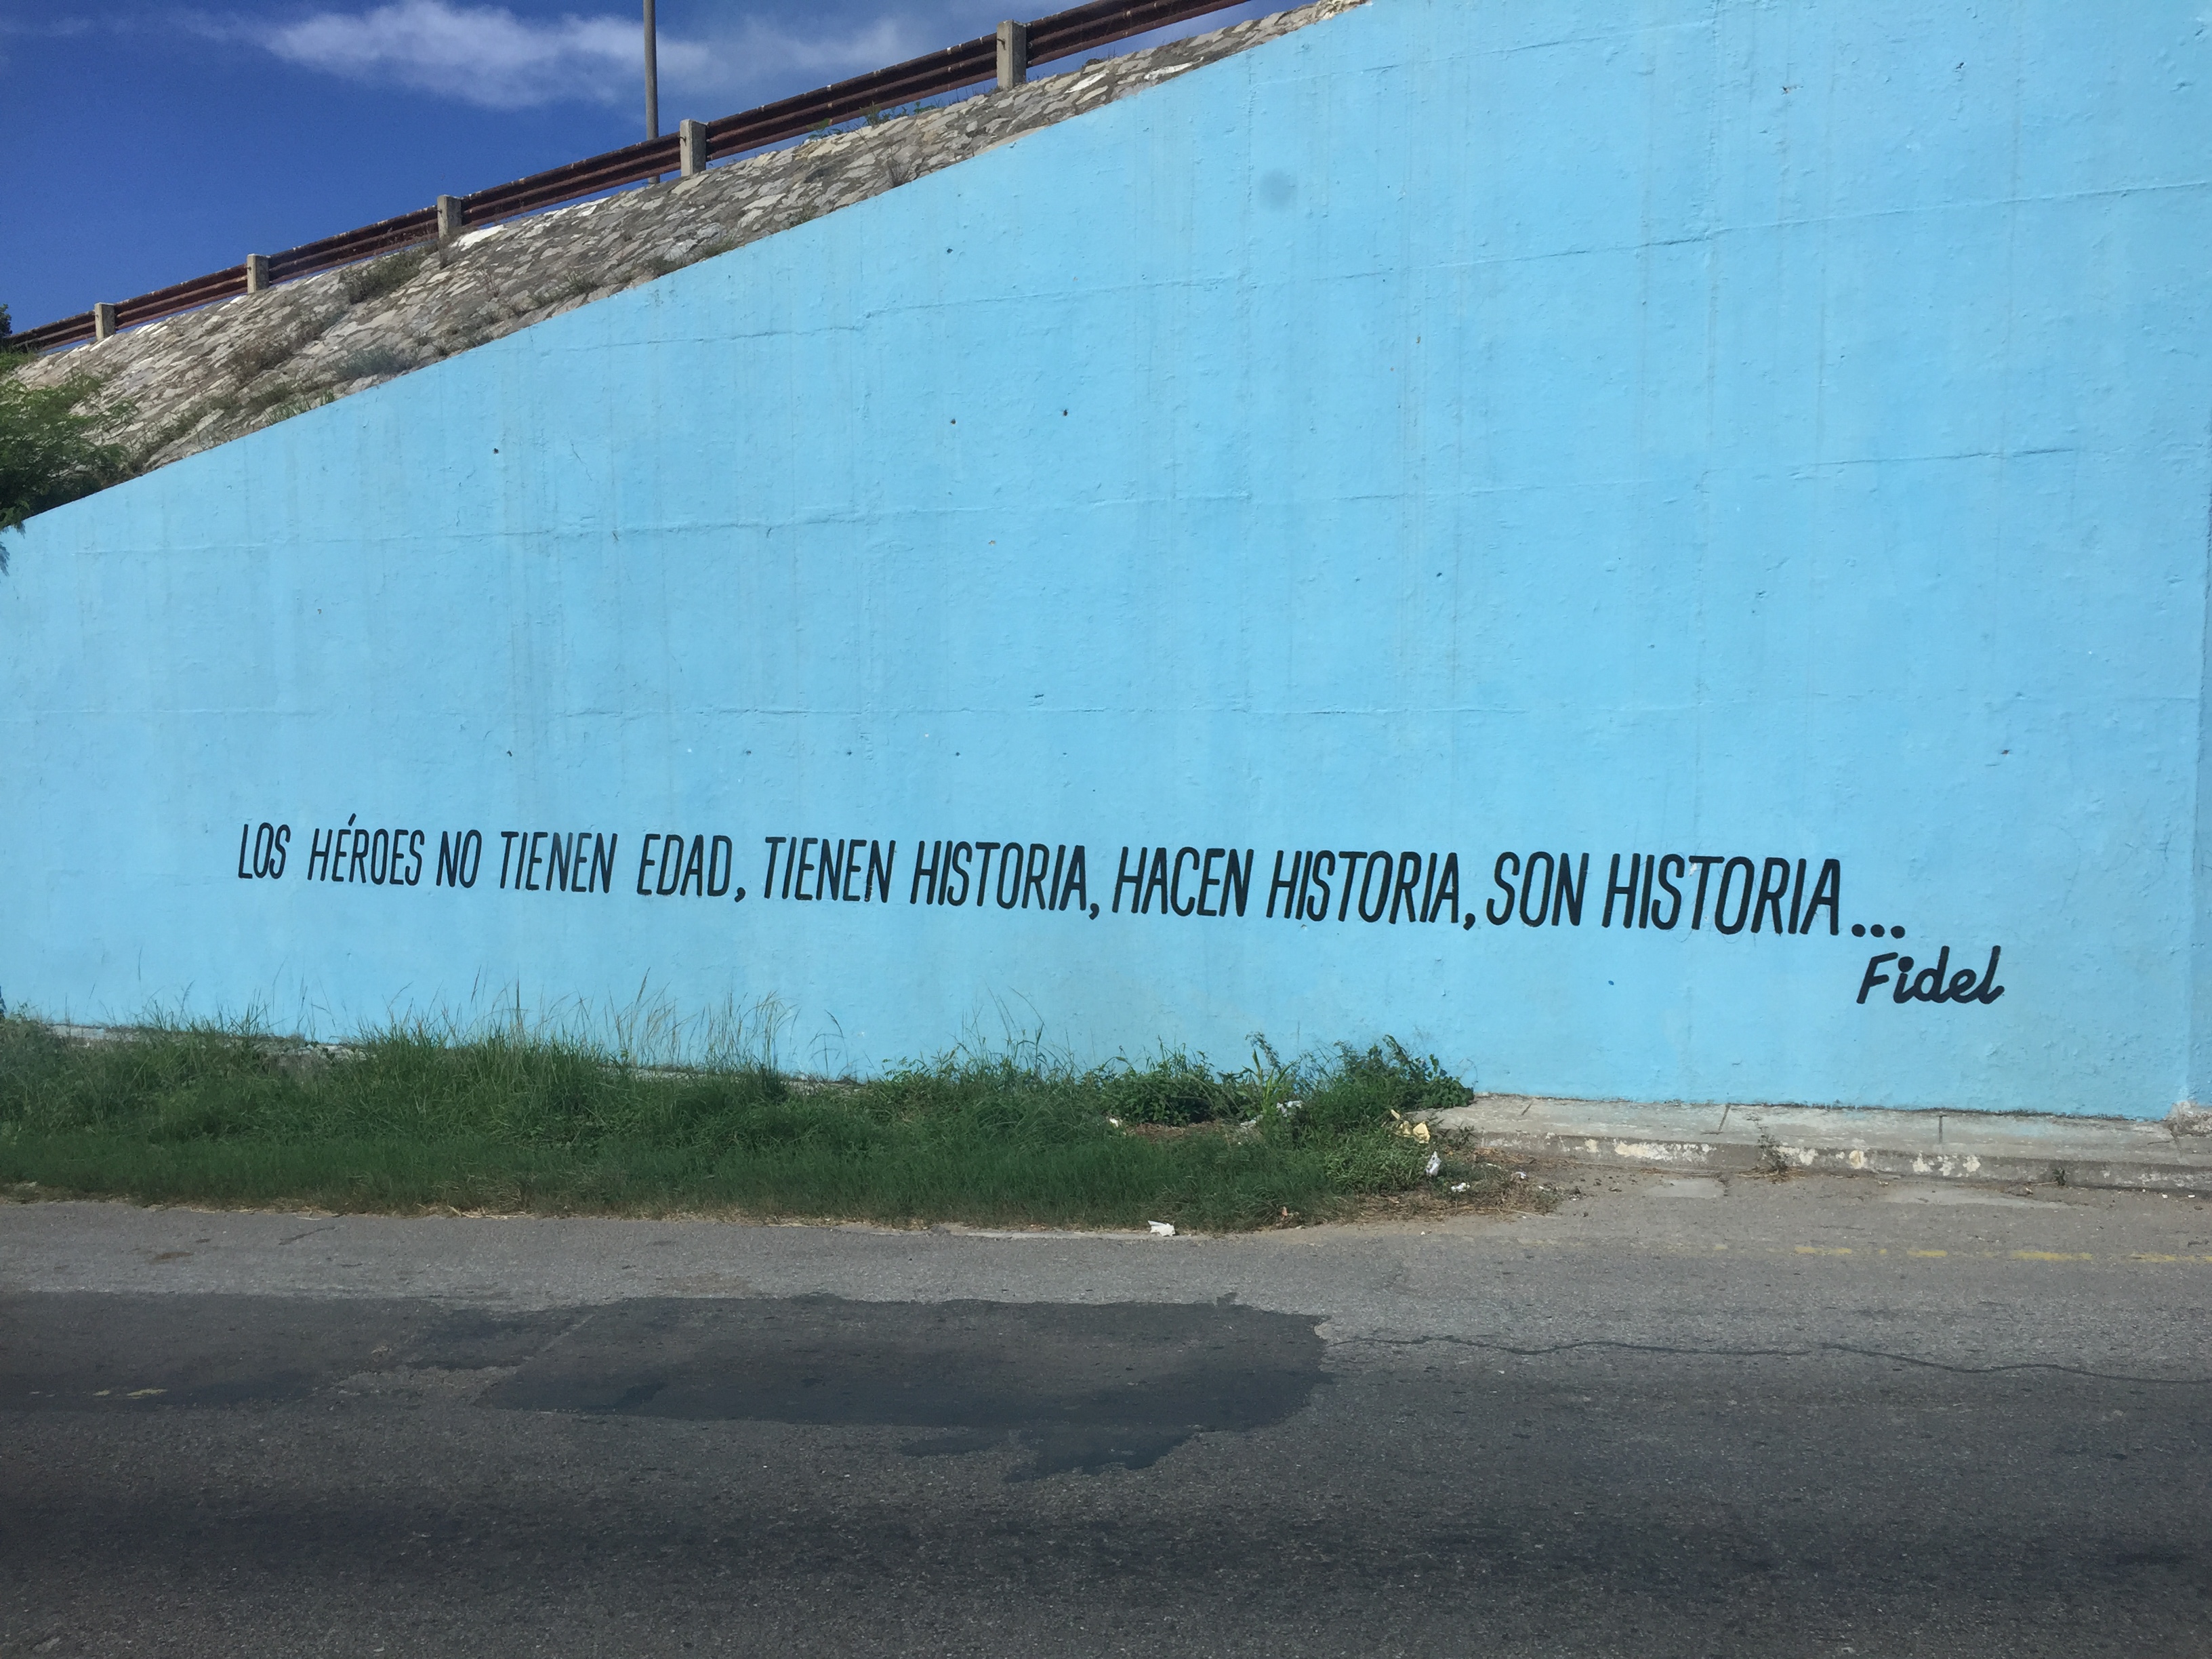 LOS HÉROES NO TIENEN EDAD, TIENEN HISTORIA, HACEN HISTORIA, SON HISTORIA...
Fidel